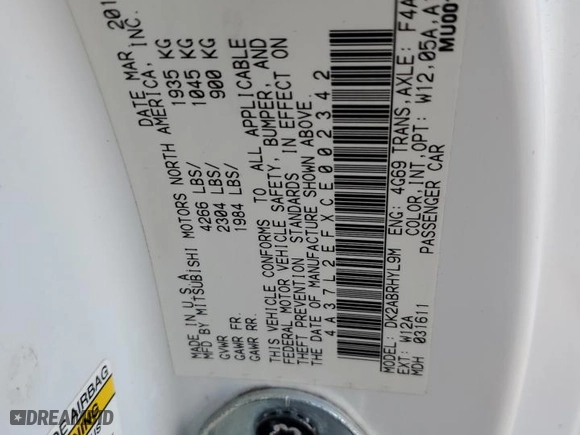 MADE IN U.S.A. DATE MAR 201
MFD BY MITSUBISHI MOTORS NORTH AMERICA, INC.
GVWR 4266 LBS/ 1935 KG
GAWR FR. 2304 LBS/ 1045 KG
GAWR RR. 1984 LBS/ 900 KG
THIS VEHICLE CONFORMS TO ALL APPLICABLE
FEDERAL MOTOR VEHICLE SAFETY, BUMPER, AND
THEFT PREVENTION STANDARDS IN EFFECT ON
THE DATE OF MANUFACTURE SHOWN ABOVE.
4A37L2EFXCE002342
MODEL: DK2ABRHYL9M ENG: 4G69 TRANS,AXLE: F4A
EXT: W12A COLOR,INT,OPT: W12,05A,A
MDH 031611 PASSENGER CAR
MU00
AIRBAG
DREAMBID